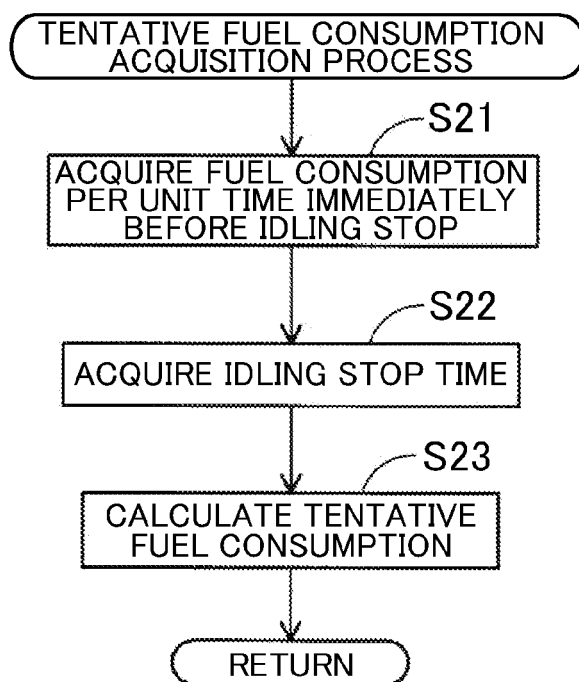 TENTATIVE FUEL CONSUMPTION
ACQUISITION PROCESS
S21
ACQUIRE FUEL CONSUMPTION
PER UNIT TIME IMMEDIATELY
BEFORE IDLING STOP
S22
ACQUIRE IDLING STOP TIME
S23
CALCULATE TENTATIVE
FUEL CONSUMPTION
RETURN